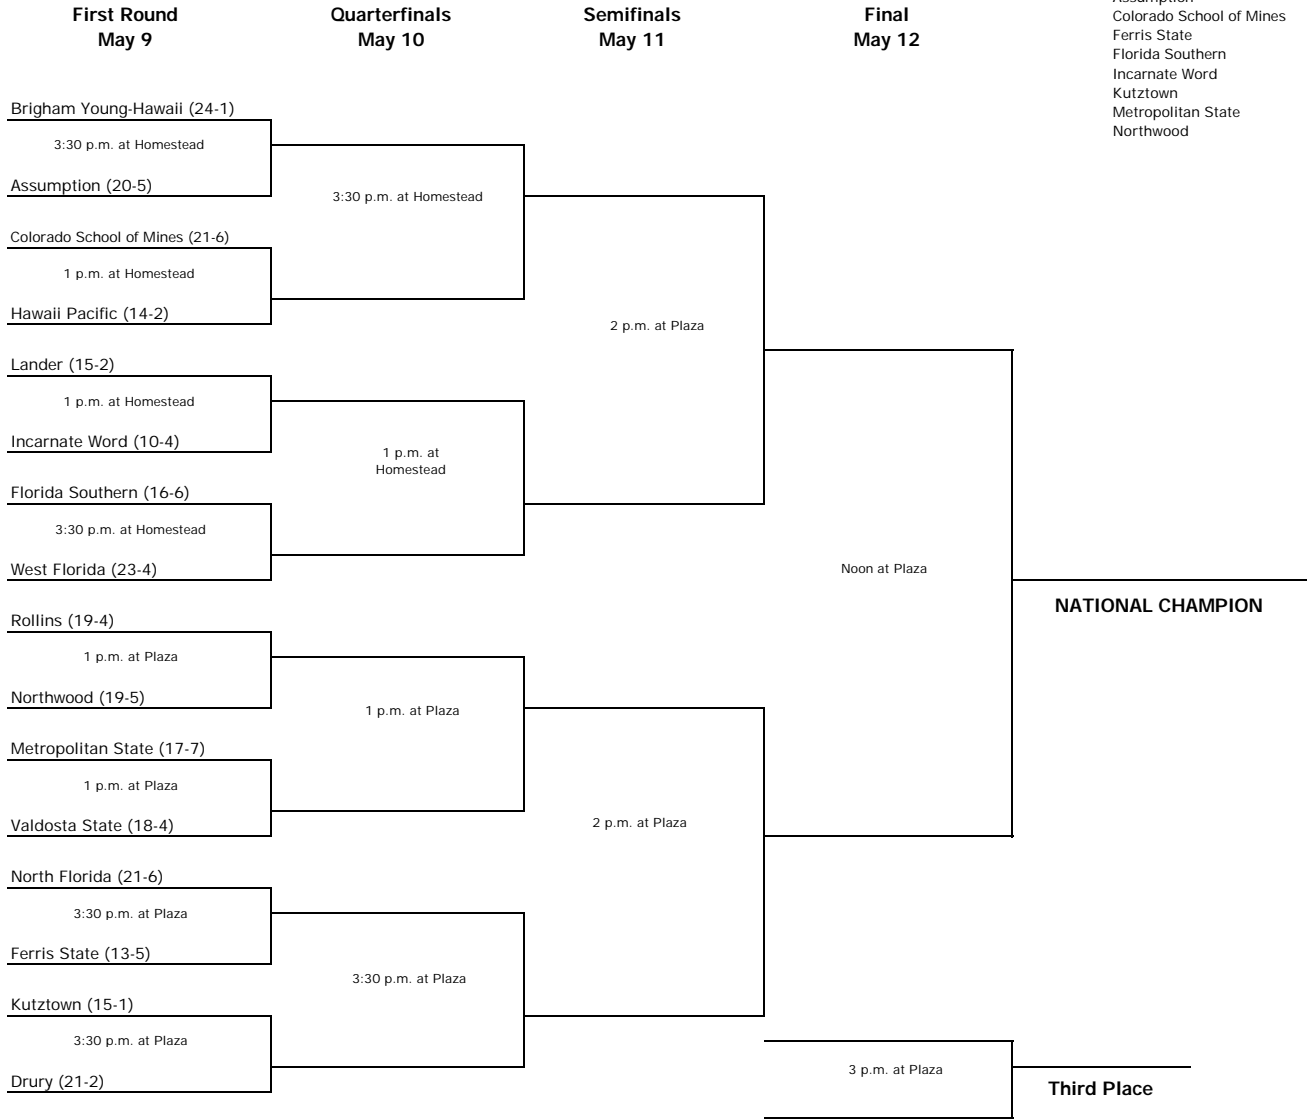 First Round
May 9
Quarterfinals
May 10
Semifinals
May 11
Final
May 12
Assumption
Colorado School of Mines
Ferris State
Florida Southern
Incarnate Word
Kutztown
Metropolitan State
Northwood
Brigham Young-Hawaii (24-1)
3:30 p.m. at Homestead
Assumption (20-5)
3:30 p.m. at Homestead
Colorado School of Mines (21-6)
1 p.m. at Homestead
Hawaii Pacific (14-2)
2 p.m. at Plaza
Lander (15-2)
1 p.m. at Homestead
Incarnate Word (10-4)
1 p.m. at
Homestead
Florida Southern (16-6)
3:30 p.m. at Homestead
West Florida (23-4)
Noon at Plaza
NATIONAL CHAMPION
Rollins (19-4)
1 p.m. at Plaza
Northwood (19-5)
1 p.m. at Plaza
Metropolitan State (17-7)
1 p.m. at Plaza
Valdosta State (18-4)
2 p.m. at Plaza
North Florida (21-6)
3:30 p.m. at Plaza
Ferris State (13-5)
3:30 p.m. at Plaza
Kutztown (15-1)
3:30 p.m. at Plaza
Drury (21-2)
3 p.m. at Plaza
Third Place